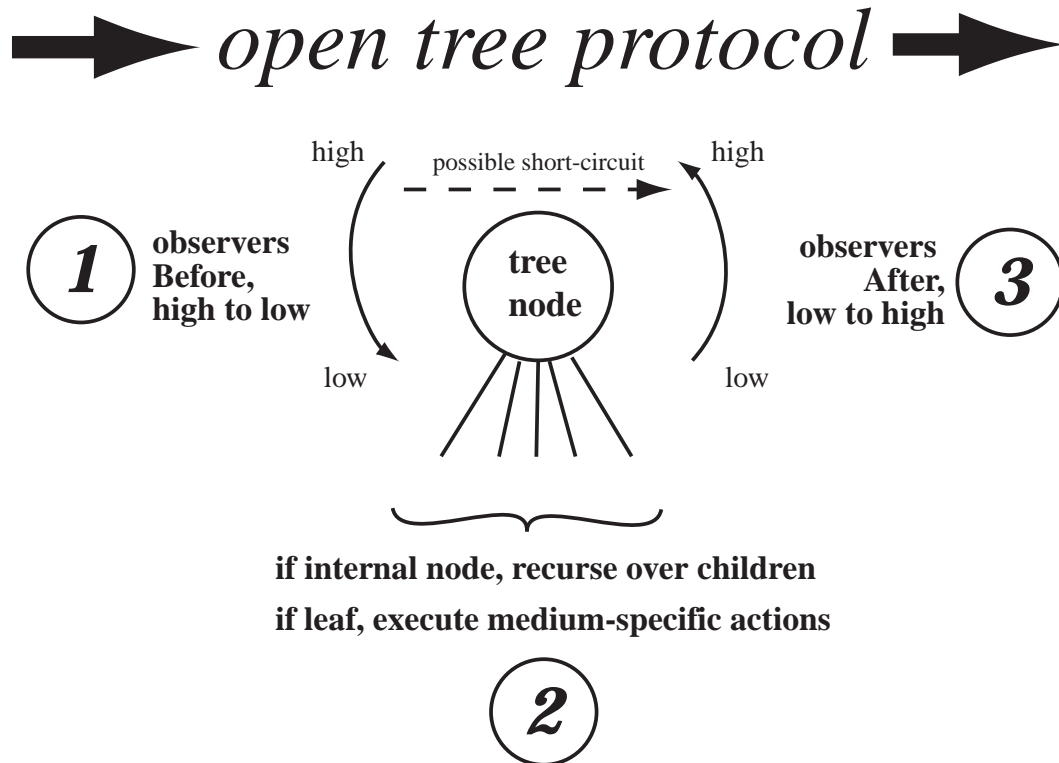 open tree protocol
high
possible short-circuit
high
1
observers
Before,
high to low
tree
node
observers
After,
low to high
3
low
low
if internal node, recurse over children
if leaf, execute medium-specific actions
2